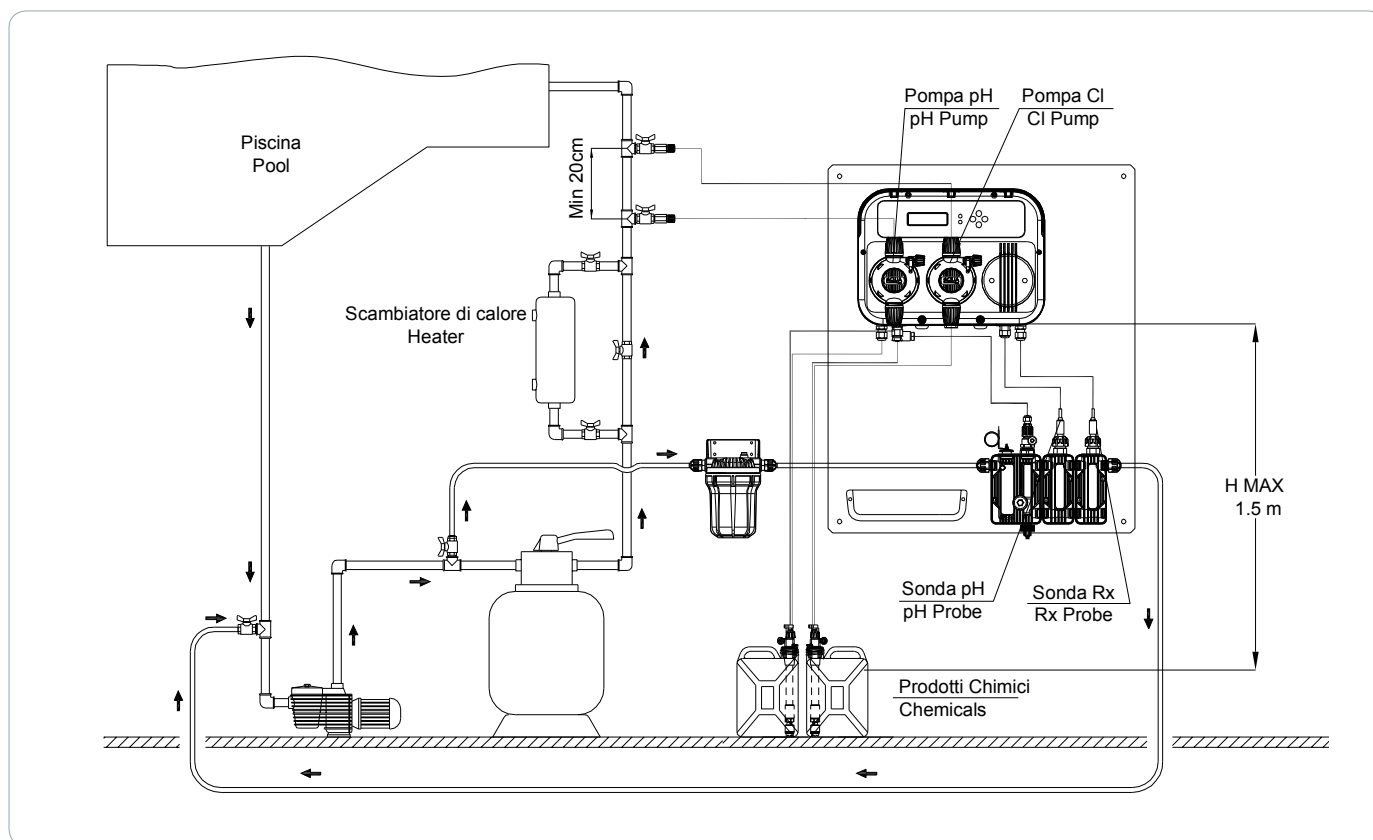 Piscina
Pool
Min 20cm
Pompa pH
pH Pump
Pompa Cl
Cl Pump
Scambiatore di calore
Heater
H MAX
1.5 m
Sonda pH
pH Probe
Sonda Rx
Rx Probe
Prodotti Chimici
Chemicals